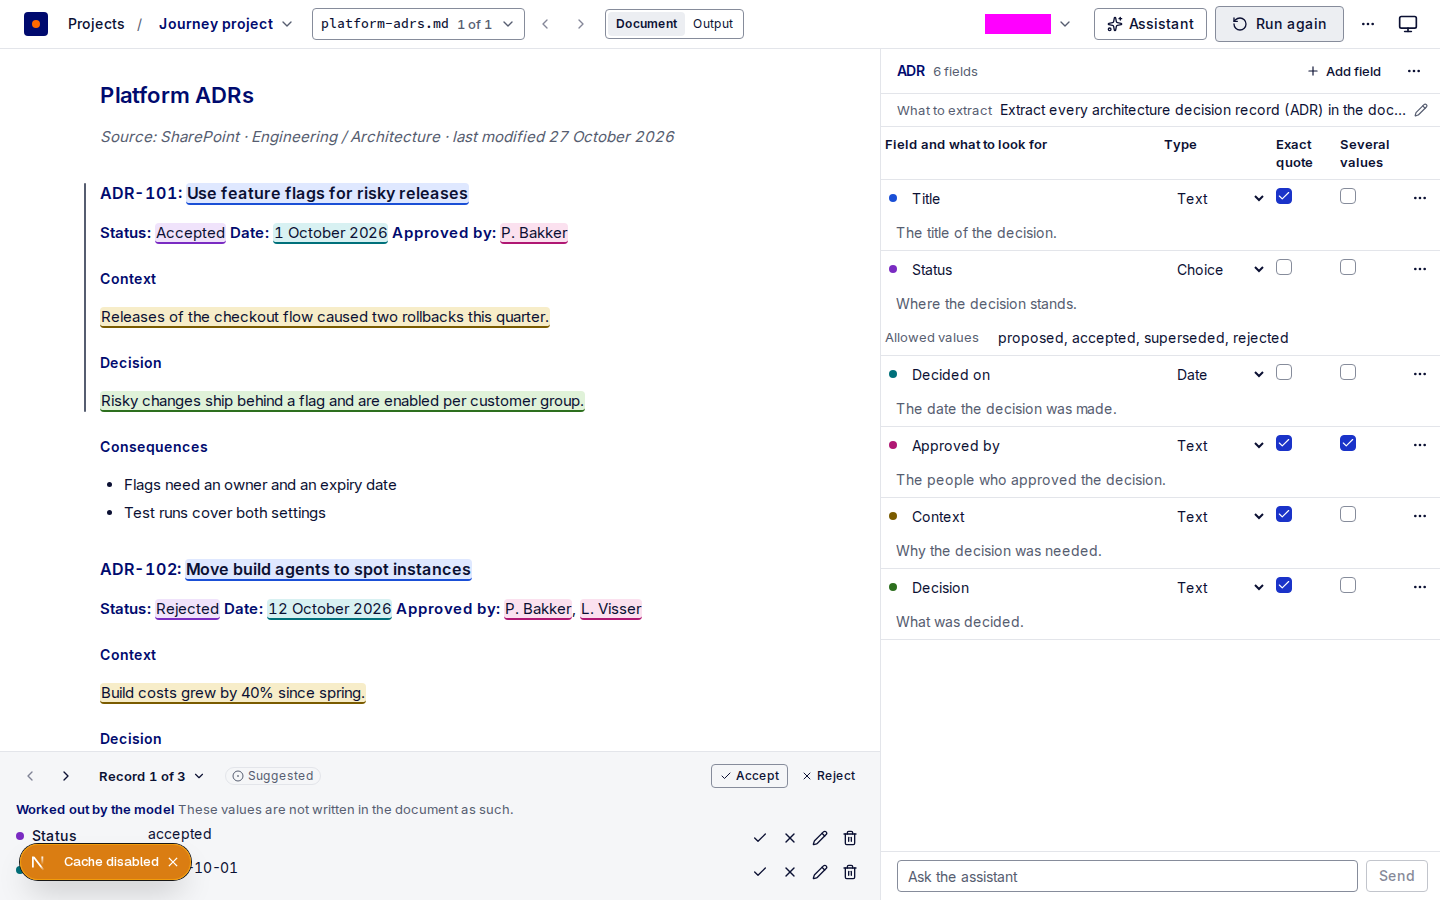 Projects / Journey project platform-adrs.md 1 of 1 Document Output Assistant Run again
Platform ADRs
Source: SharePoint · Engineering / Architecture · last modified 27 October 2026
ADR-101: Use feature flags for risky releases
Status: Accepted Date: 1 October 2026 Approved by: P. Bakker
Context
Releases of the checkout flow caused two rollbacks this quarter.
Decision
Risky changes ship behind a flag and are enabled per customer group.
Consequences
• Flags need an owner and an expiry date
• Test runs cover both settings
ADR-102: Move build agents to spot instances
Status: Rejected Date: 12 October 2026 Approved by: P. Bakker, L. Visser
Context
Build costs grew by 40% since spring.
Decision
Record 1 of 3 Suggested Accept Reject
Worked out by the model These values are not written in the document as such.
Status accepted
Cache disabled
-10-01
ADR 6 fields Add field
What to extract Extract every architecture decision record (ADR) in the doc...
Field and what to look for Type Exact quote Several values
Title Text
The title of the decision.
Status Choice
Where the decision stands.
Allowed values proposed, accepted, superseded, rejected
Decided on Date
The date the decision was made.
Approved by Text
The people who approved the decision.
Context Text
Why the decision was needed.
Decision Text
What was decided.
Ask the assistant Send